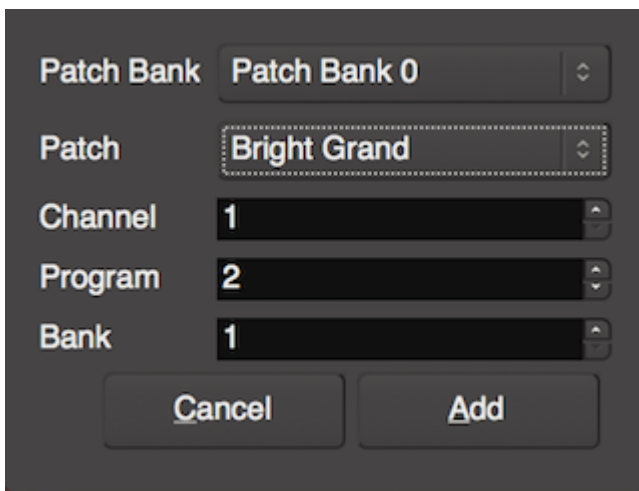 Patch Bank Patch Bank 0
Patch Bright Grand
Channel 1
Program 2
Bank 1
Cancel Add